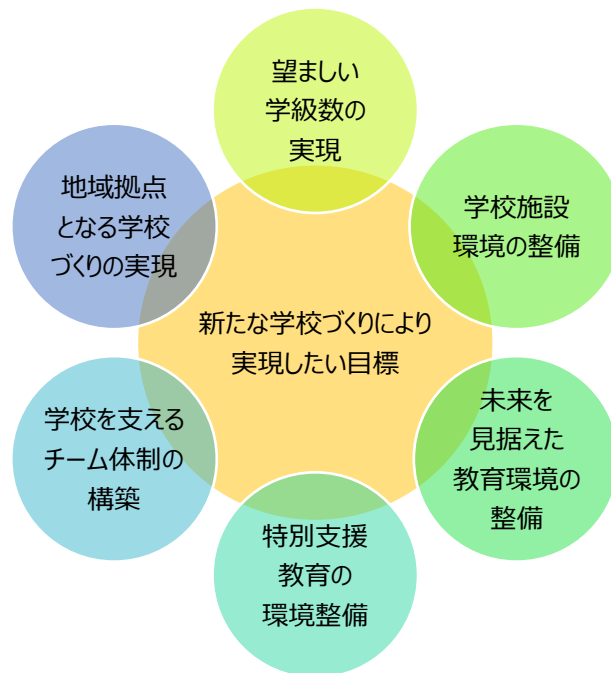 望ましい
学級数の
実現
学校施設
環境の整備
未来を
見据えた
教育環境の
整備
特別支援
教育の
環境整備
学校を支える
チーム体制の
構築
地域拠点
となる学校
づくりの実現
新たな学校づくりにより
実現したい目標